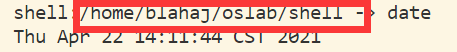 shell:/home/blahaj/oslab/shell -> date
Thu Apr 22 14:11:44 CST 2021